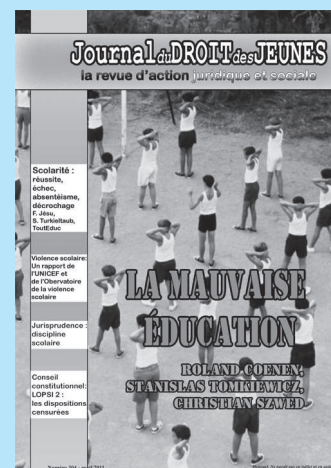 Journal du DROIT des JEUNES
la revue d'action juridique et sociale
Scolarité :
réussite,
échec,
absentéisme,
décrochage
F. Jésu,
S. Turkieltaub,
ToutEduc
Violence scolaire:
Un rapport de
l'UNICEF et
de l'Obervatoire
de la violence
scolaire
Jurisprudence :
discipline
scolaire
Conseil
constitutionnel:
LOPSI 2 :
les dispositions
censurées
LA MAUVAISE
ÉDUCATION
ROLAND COENEN,
STANISLAS TOMKIEWICZ,
CHRISTIAN SZWED